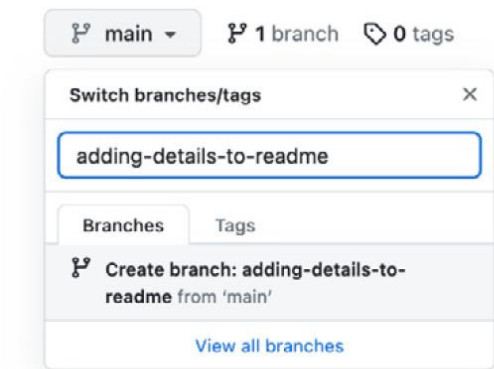 main 1 branch 0 tags
Switch branches/tags
adding-details-to-readme
Branches Tags
Create branch: adding-details-to-
readme from ‘main’
View all branches